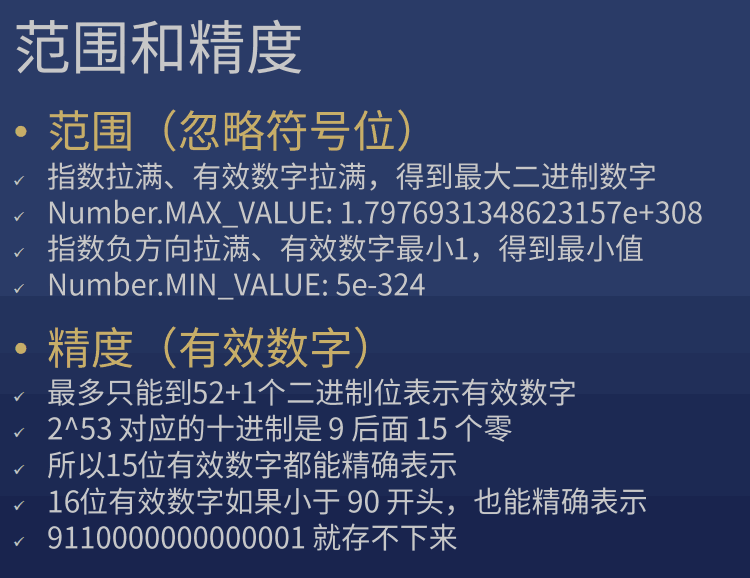 范围和精度
• 范围（忽略符号位）
✓ 指数拉满、有效数字拉满，得到最大二进制数字
✓ Number.MAX_VALUE: 1.7976931348623157e+308
✓ 指数负方向拉满、有效数字最小1，得到最小值
✓ Number.MIN_VALUE: 5e-324
• 精度（有效数字）
✓ 最多只能到52+1个二进制位表示有效数字
✓ 2^53 对应的十进制是 9 后面 15 个零
✓ 所以15位有效数字都能精确表示
✓ 16位有效数字如果小于 90 开头，也能精确表示
✓ 9110000000000001 就存不下来